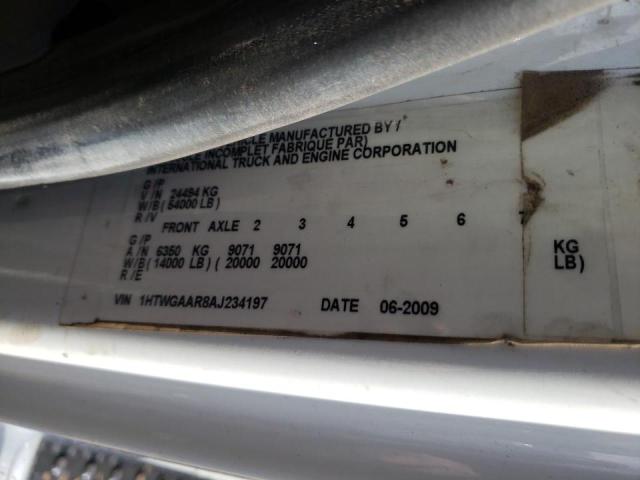 MANUFACTURED BY /
INCOMPLET FABRIQUE PAR)
INTERNATIONAL TRUCK AND ENGINE CORPORATION
G/P
V/N 24494 KG
W/B ( 54000 LB)
R/V
FRONT AXLE 2 3 4 5 6 7
G/P
A/N 6350 KG 9071 9071 KG
W/B ( 14000 LB) ( 20000 20000 LB)
R/E
VIN 1HTWGAAR8AJ234197 DATE 06-2009